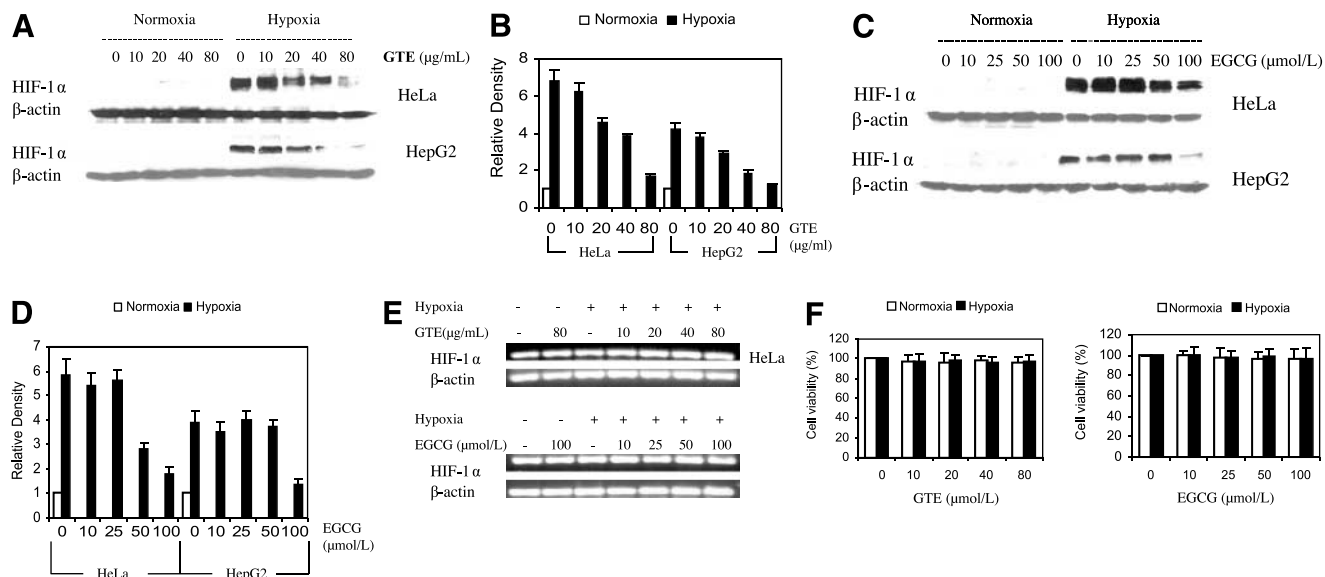 A
Normoxia Hypoxia
0 10 20 40 80 0 10 20 40 80 GTE (µg/mL)
HIF-1 α
β-actin
HeLa
HIF-1 α
β-actin
HepG2
B
Normoxia Hypoxia
Relative Density
8
6
4
2
0
0 10 20 40 80 0 10 20 40 80 GTE
(µg/ml)
HeLa HepG2
C
Normoxia Hypoxia
0 10 25 50 100 0 10 25 50 100
EGCG (µmol/L)
HIF-1 α
β-actin
HeLa
HIF-1 α
β-actin
HepG2
D
Normoxia Hypoxia
Relative Density
7
6
5
4
3
2
1
0
0 10 25 50 100 0 10 25 50 100
EGCG
(µmol/L)
HeLa HepG2
E
Hypoxia - - + + + + +
GTE(µg/mL) - 80 - 10 20 40 80
HIF-1 α HeLa
β-actin
Hypoxia - - + + + + +
EGCG (µmol/L) - 100 - 10 25 50 100
HIF-1 α
β-actin
F
Normoxia Hypoxia
Cell viability (%)
120
100
80
60
40
20
0
0 10 20 40 80
GTE (µmol/L)
Normoxia Hypoxia
Cell viability (%)
120
100
80
60
40
20
0
0 10 25 50 100
EGCG (µmol/L)